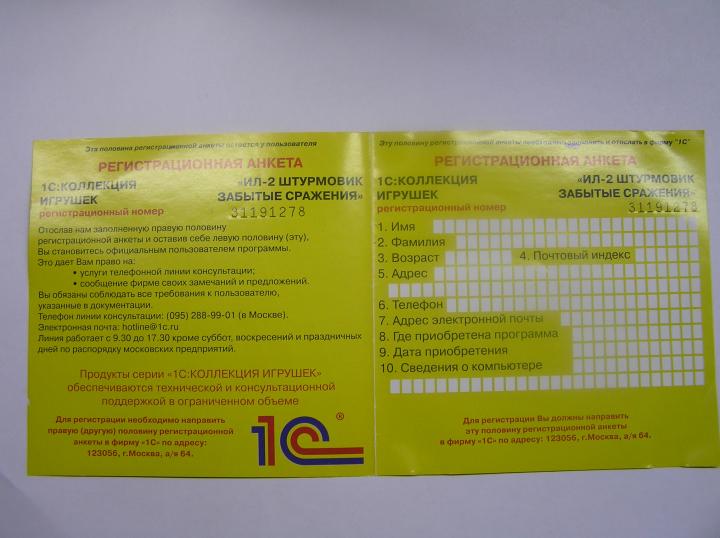 Эта половина регистрационной анкеты остается у пользователя
РЕГИСТРАЦИОННАЯ АНКЕТА
1С:КОЛЛЕКЦИЯ «ИЛ-2 ШТУРМОВИК
ИГРУШЕК ЗАБЫТЫЕ СРАЖЕНИЯ»
регистрационный номер 31191278
Отослав нам заполненную правую половину
регистрационной анкеты и оставив себе левую половину (эту),
Вы становитесь официальным пользователем программы.
Это дает Вам право на:
• услуги телефонной линии консультации;
• сообщение фирме своих замечаний и предложений.
Вы обязаны соблюдать все требования к пользователю,
указанные в документации.
Телефон линии консультации: (095) 288-99-01 (в Москве).
Электронная почта: hotline@1c.ru
Линия работает с 9.30 до 17.30 кроме суббот, воскресений и праздничных
дней по распорядку московских предприятий.
Продукты серии «1С:КОЛЛЕКЦИЯ ИГРУШЕК»
обеспечиваются технической и консультационной
поддержкой в ограниченном объеме
Для регистрации необходимо направить
правую (другую) половину регистрационной
анкеты в фирму «1С» по адресу:
123056, г.Москва, а/я 64.
1С®
Эту половину регистрационной анкеты необходимо заполнить и отослать в фирму "1С"
РЕГИСТРАЦИОННАЯ АНКЕТА
1С:КОЛЛЕКЦИЯ «ИЛ-2 ШТУРМОВИК
ИГРУШЕК ЗАБЫТЫЕ СРАЖЕНИЯ»
регистрационный номер 31191278
1. Имя
2. Фамилия
3. Возраст 4. Почтовый индекс
5. Адрес
6. Телефон
7. Адрес электронной почты
8. Где приобретена программа
9. Дата приобретения
10. Сведения о компьютере
Для регистрации Вы должны направить
эту половину регистрационной анкеты
в фирму «1С» по адресу: 123056, г.Москва, а/я 64.